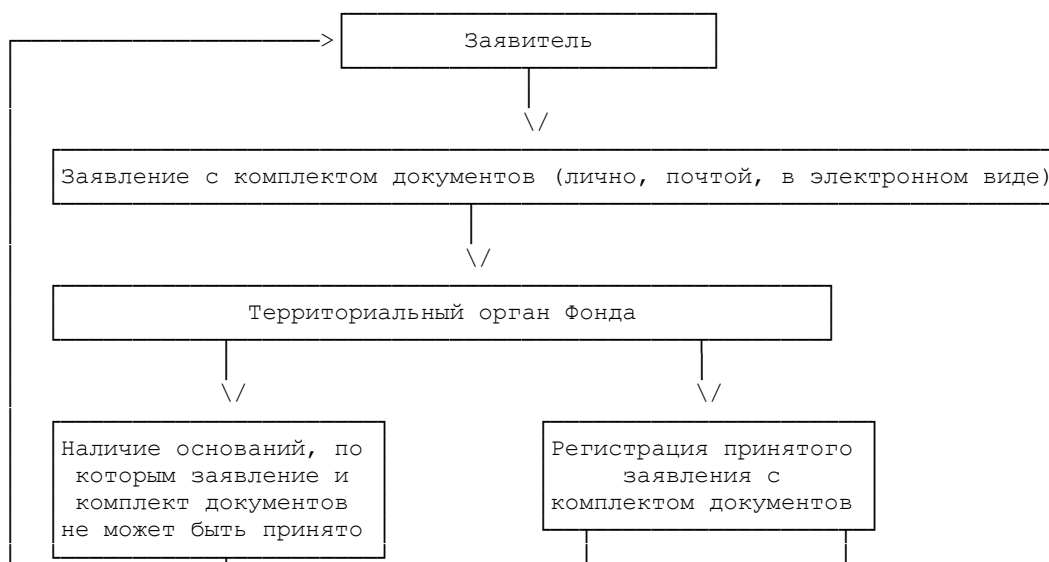 Заявитель
Заявление с комплектом документов (лично, почтой, в электронном виде)
Территориальный орган Фонда
Наличие оснований, по
которым заявление и
комплект документов
не может быть принято
Регистрация принятого
заявления с
комплектом документов